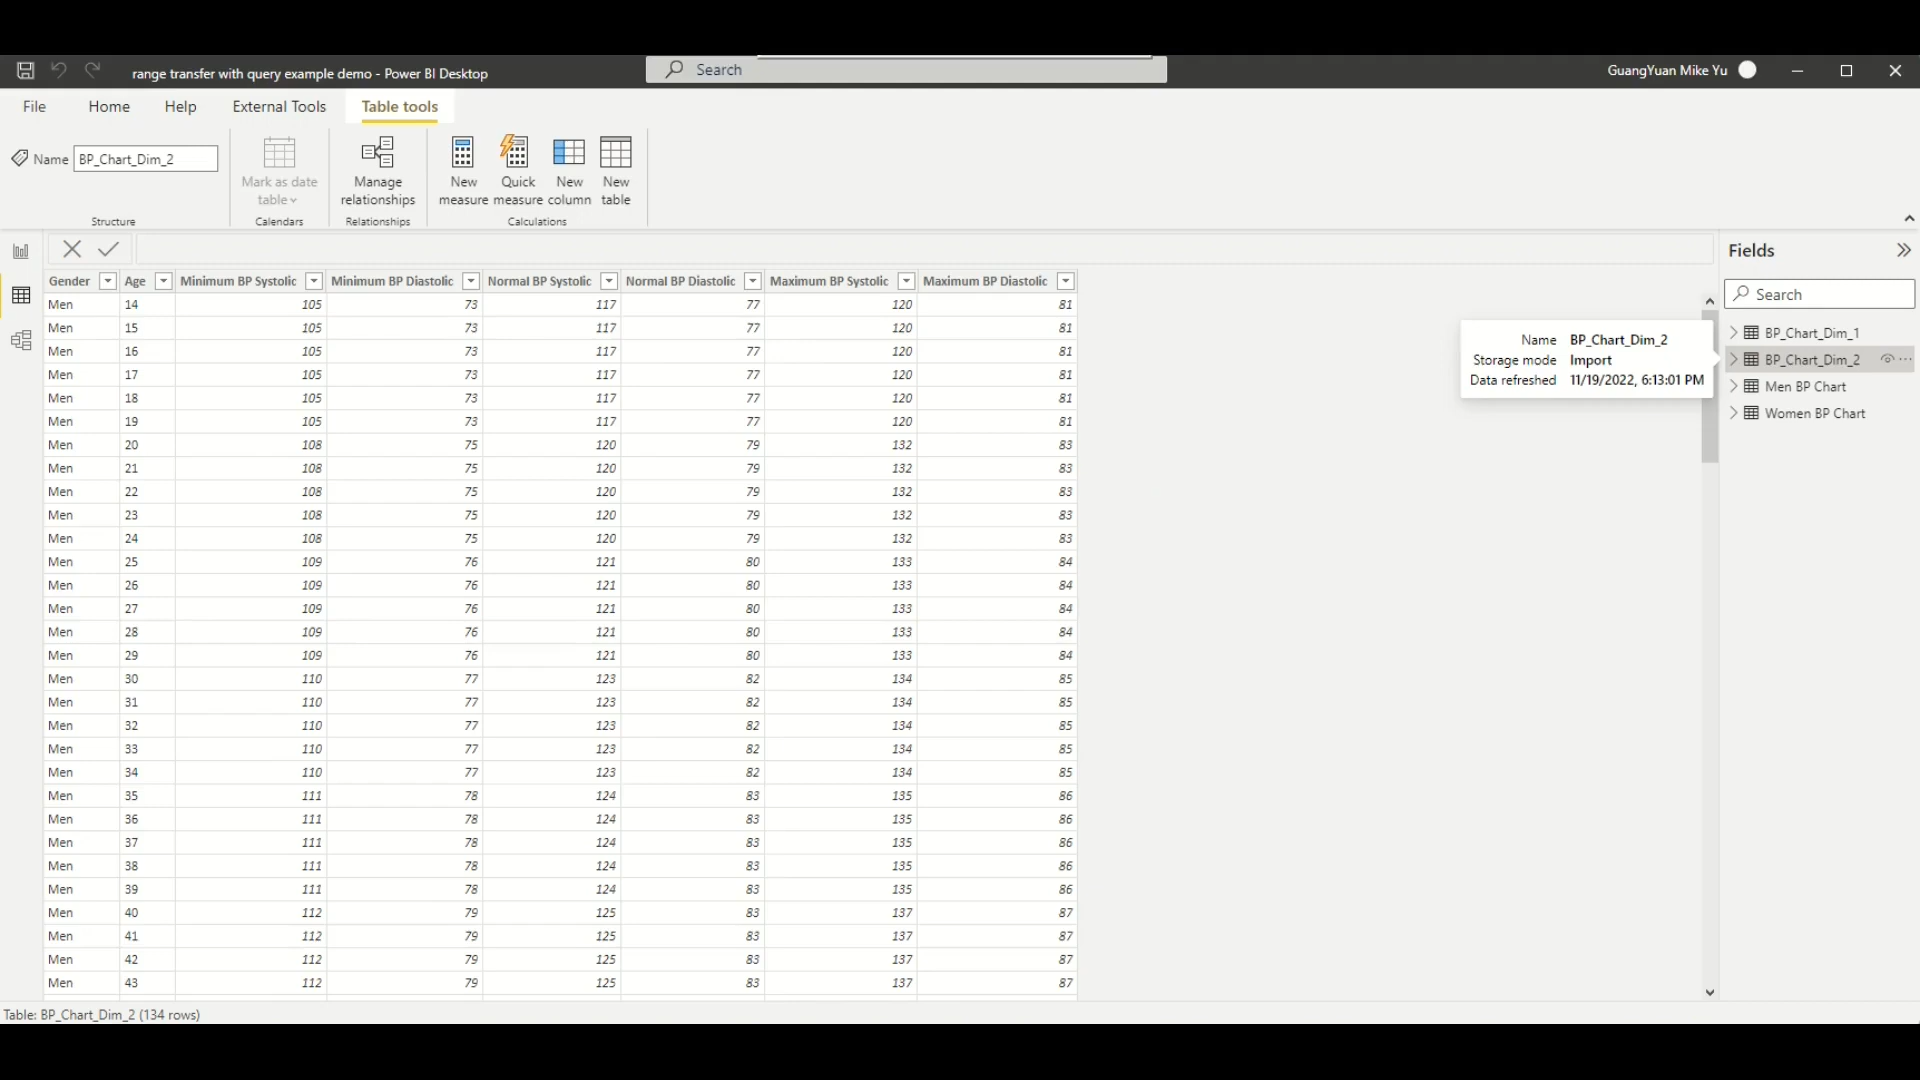 range transfer with query example demo - Power BI Desktop
Search
GuangYuan Mike Yu
File Home Help External Tools Table tools
Name BP_Chart_Dim_2
Mark as date table
Manage relationships
New measure
Quick measure
New column
New table
Structure Calendars Relationships Calculations
Gender Age Minimum BP Systolic Minimum BP Diastolic Normal BP Systolic Normal BP Diastolic Maximum BP Systolic Maximum BP Diastolic
Men 14 105 73 117 77 120 81
Men 15 105 73 117 77 120 81
Men 16 105 73 117 77 120 81
Men 17 105 73 117 77 120 81
Men 18 105 73 117 77 120 81
Men 19 105 73 117 77 120 81
Men 20 108 75 120 79 132 83
Men 21 108 75 120 79 132 83
Men 22 108 75 120 79 132 83
Men 23 108 75 120 79 132 83
Men 24 108 75 120 79 132 83
Men 25 109 76 121 80 133 84
Men 26 109 76 121 80 133 84
Men 27 109 76 121 80 133 84
Men 28 109 76 121 80 133 84
Men 29 109 76 121 80 133 84
Men 30 110 77 123 82 134 85
Men 31 110 77 123 82 134 85
Men 32 110 77 123 82 134 85
Men 33 110 77 123 82 134 85
Men 34 110 77 123 82 134 85
Men 35 111 78 124 83 135 86
Men 36 111 78 124 83 135 86
Men 37 111 78 124 83 135 86
Men 38 111 78 124 83 135 86
Men 39 111 78 124 83 135 86
Men 40 112 79 125 83 137 87
Men 41 112 79 125 83 137 87
Men 42 112 79 125 83 137 87
Men 43 112 79 125 83 137 87
Name BP_Chart_Dim_2
Storage mode Import
Data refreshed 11/19/2022, 6:13:01 PM
Fields
Search
BP_Chart_Dim_1
BP_Chart_Dim_2
Men BP Chart
Women BP Chart
Table: BP_Chart_Dim_2 (134 rows)